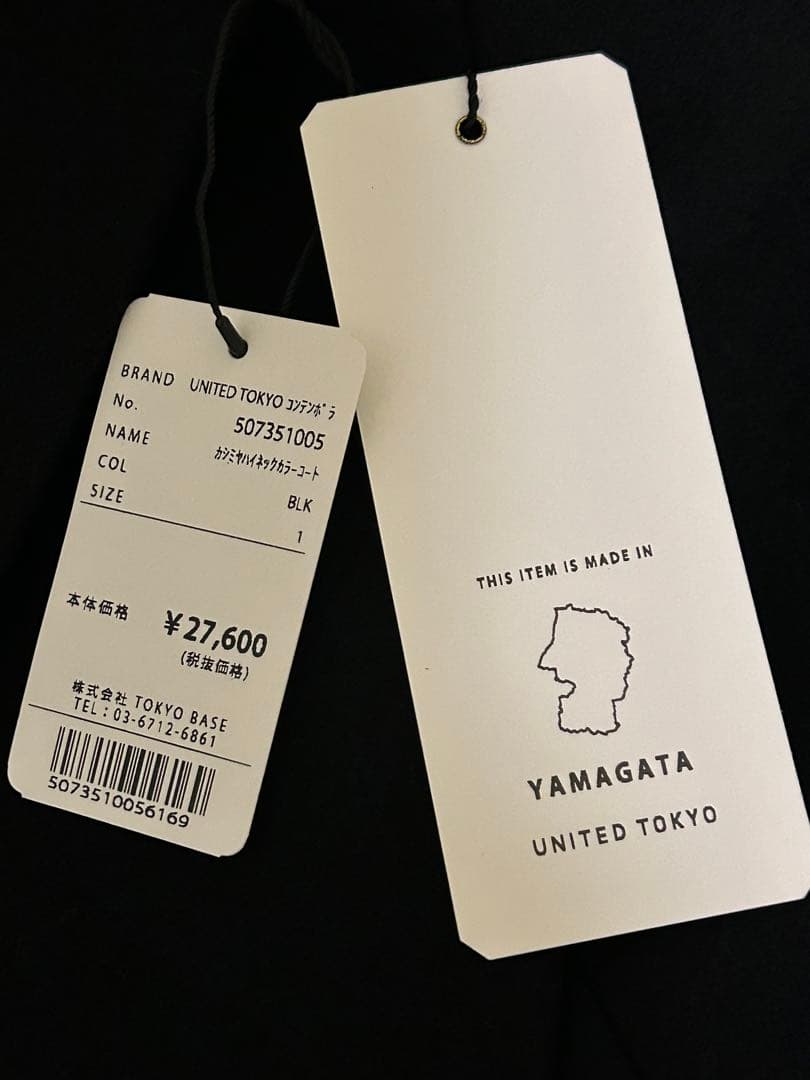 BRAND UNITED TOKYO ｺﾝﾃﾝﾎﾟﾗ
No. 507351005
NAME ｶｼﾐﾔﾊｲﾈｯｸｶﾗｰｺｰﾄ
COL BLK
SIZE 1
本体価格 ¥27,600
(税抜価格)
株式会社 TOKYO BASE
TEL：03-6712-6861
5073510056169
THIS ITEM IS MADE IN
YAMAGATA
UNITED TOKYO